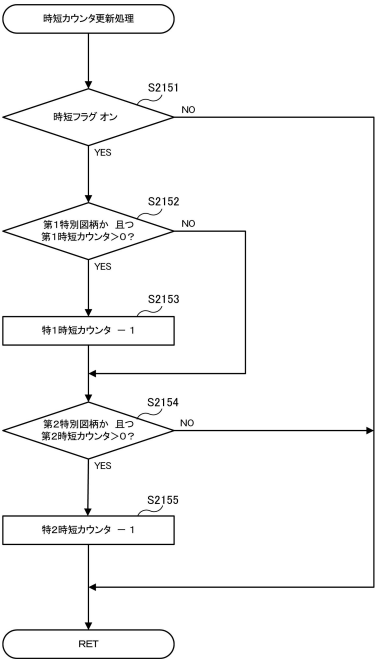 時短カウンタ更新処理
S2151
時短フラグ オン
NO
YES
S2152
第1特別図柄か 且つ
第1時短カウンタ>0?
NO
YES
S2153
特1時短カウンタ － 1
S2154
第2特別図柄か 且つ
第2時短カウンタ>0?
NO
YES
S2155
特2時短カウンタ － 1
RET